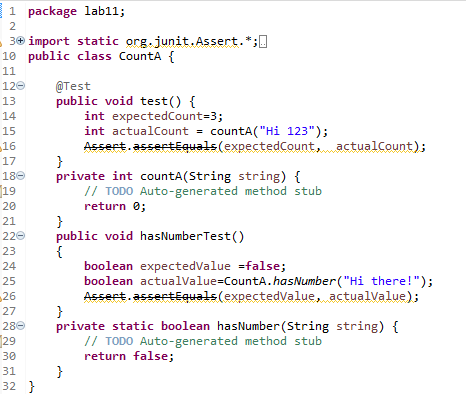 1 package lab11;
2
3 import static org.junit.Assert.*;
10 public class CountA {
11
12 @Test
13 public void test() {
14 int expectedCount=3;
15 int actualCount = countA("Hi 123");
16 Assert.assertEquals(expectedCount, actualCount);
17 }
18 private int countA(String string) {
19 // TODO Auto-generated method stub
20 return 0;
21 }
22 public void hasNumberTest()
23 {
24 boolean expectedValue =false;
25 boolean actualValue=CountA.hasNumber("Hi there!");
26 Assert.assertEquals(expectedValue, actualValue);
27 }
28 private static boolean hasNumber(String string) {
29 // TODO Auto-generated method stub
30 return false;
31 }
32 }